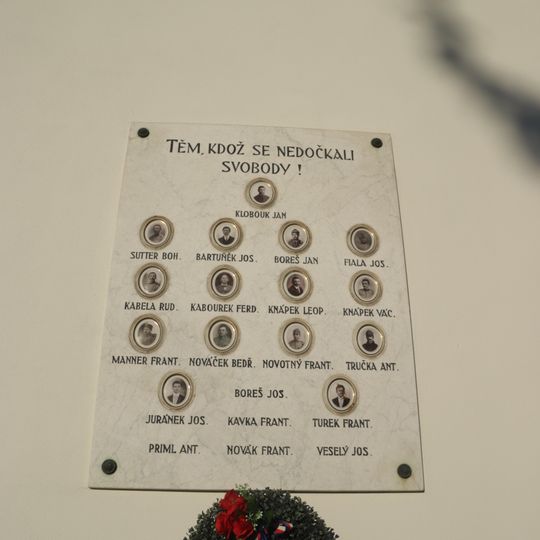 TĚM, KDOŽ SE NEDOČKALI
SVOBODY !
KLOBOUK JAN
SUTTER BOH. BARTUŇĚK JOS. BOREŠ JAN FIALA JOS.
KABELA RUD. KABOUREK FERD. KNÁPEK LEOP. KNÁPEK VÁC.
MANNER FRANT. NOVÁČEK BEDŘ. NOVOTNÝ FRANT. TRUČKA ANT.
BOREŠ JOS.
JURÁNEK JOS. KAVKA FRANT. TUREK FRANT.
PRIML ANT. NOVÁK FRANT. VESELÝ JOS.